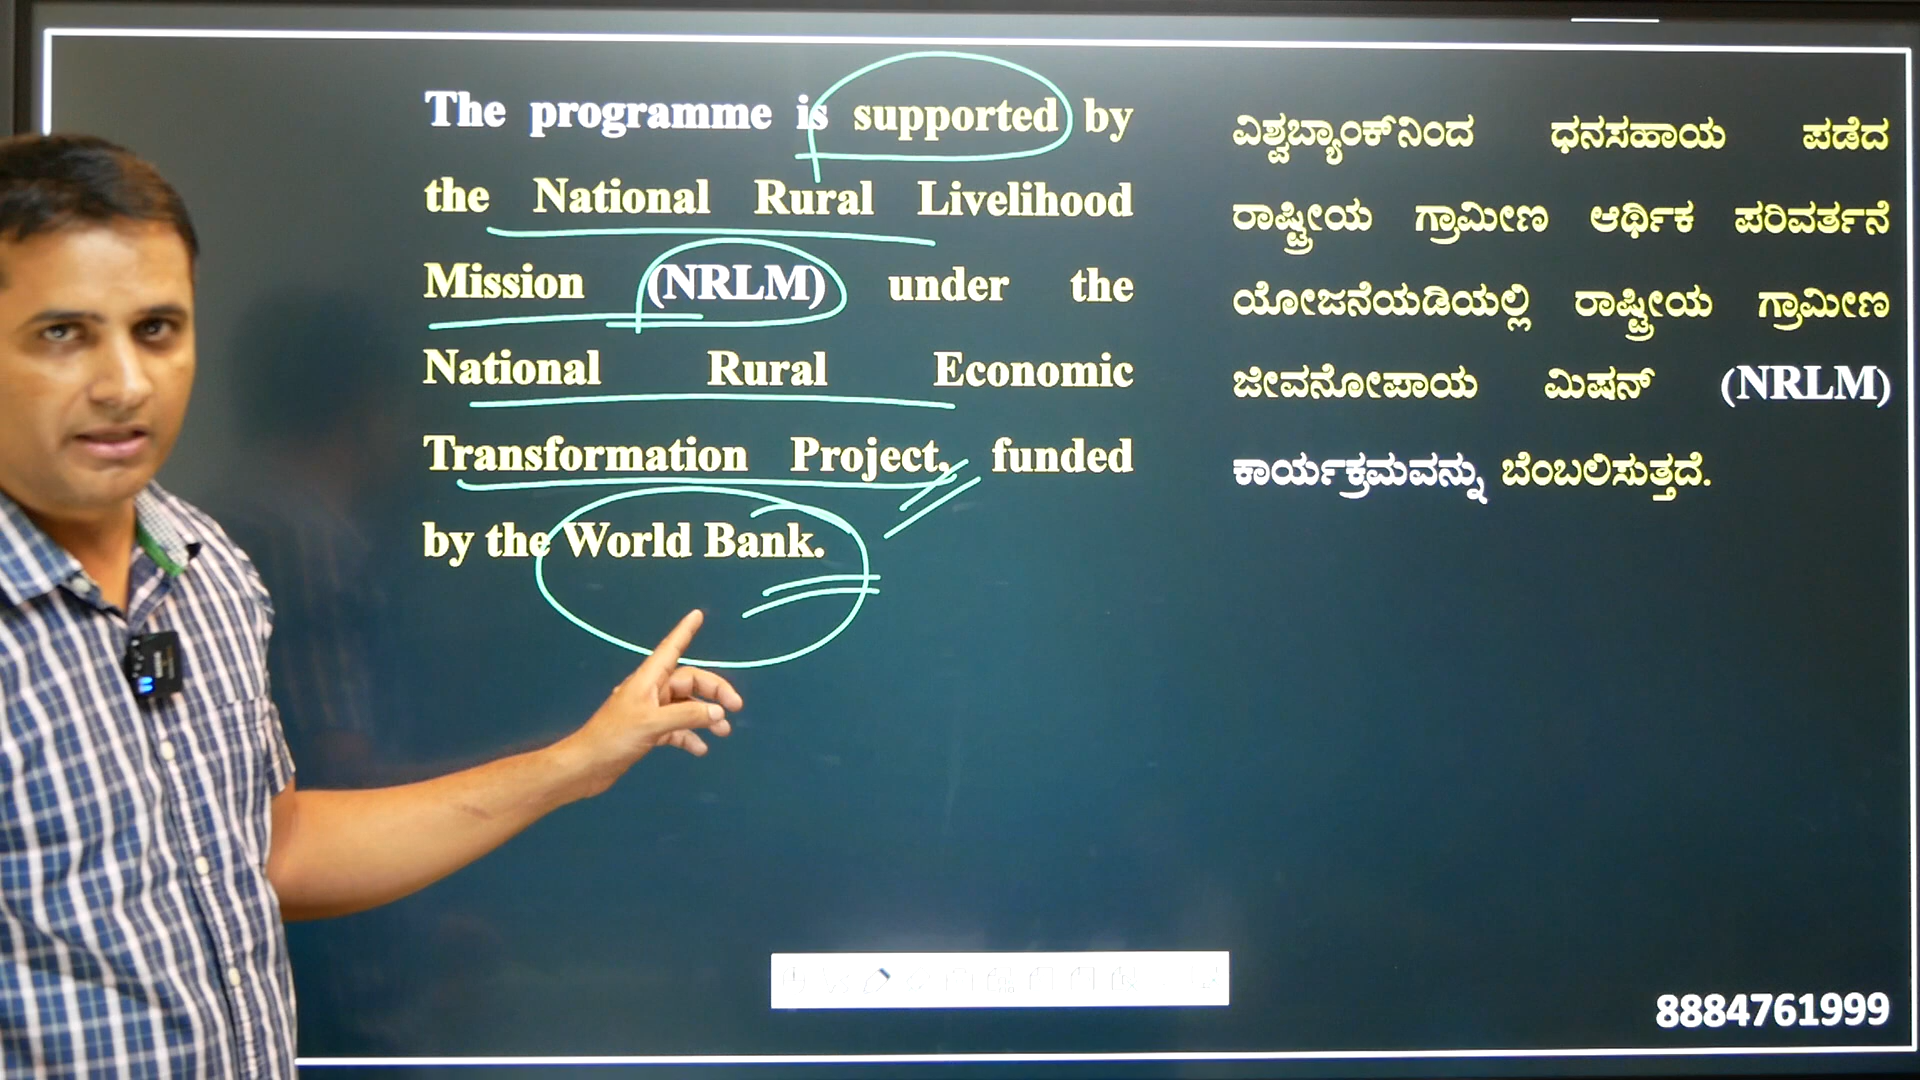 The programme is supported by
the National Rural Livelihood
Mission (NRLM) under the
National Rural Economic
Transformation Project, funded
by the World Bank.
ವಿಶ್ವಬ್ಯಾಂಕ್‌ನಿಂದ ಧನಸಹಾಯ ಪಡೆದ
ರಾಷ್ಟ್ರೀಯ ಗ್ರಾಮೀಣ ಆರ್ಥಿಕ ಪರಿವರ್ತನೆ
ಯೋಜನೆಯಡಿಯಲ್ಲಿ ರಾಷ್ಟ್ರೀಯ ಗ್ರಾಮೀಣ
ಜೀವನೋಪಾಯ ಮಿಷನ್ (NRLM)
ಕಾರ್ಯಕ್ರಮವನ್ನು ಬೆಂಬಲಿಸುತ್ತದೆ.
8884761999